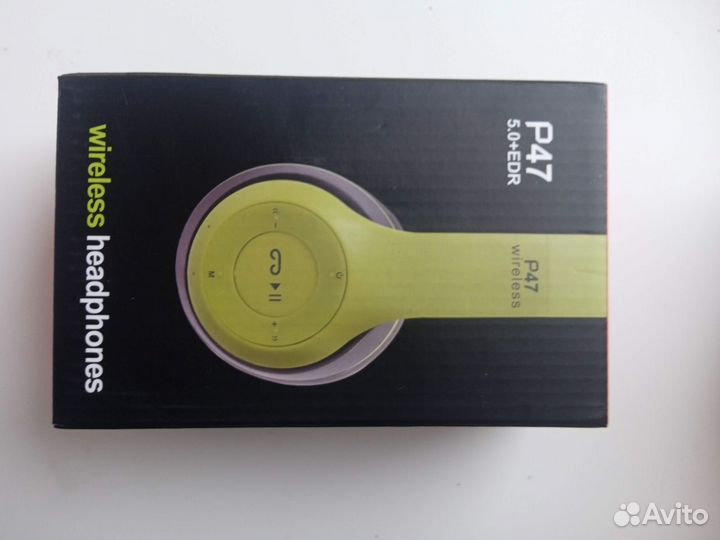 P47
5.0+EDR
P47
wireless
M
wireless headphones
Avito